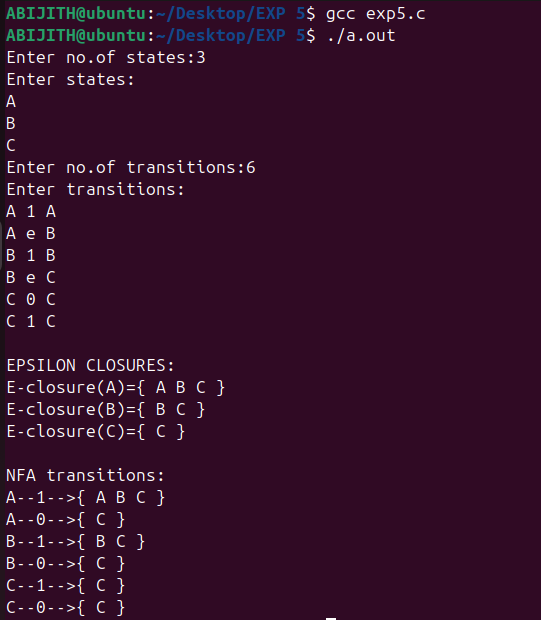 ABIJITH@ubuntu:~/Desktop/EXP 5$ gcc exp5.c
ABIJITH@ubuntu:~/Desktop/EXP 5$ ./a.out
Enter no.of states:3
Enter states:
A
B
C
Enter no.of transitions:6
Enter transitions:
A 1 A
A e B
B 1 B
B e C
C 0 C
C 1 C
EPSILON CLOSURES:
E-closure(A)={ A B C }
E-closure(B)={ B C }
E-closure(C)={ C }
NFA transitions:
A--1-->{ A B C }
A--0-->{ C }
B--1-->{ B C }
B--0-->{ C }
C--1-->{ C }
C--0-->{ C }